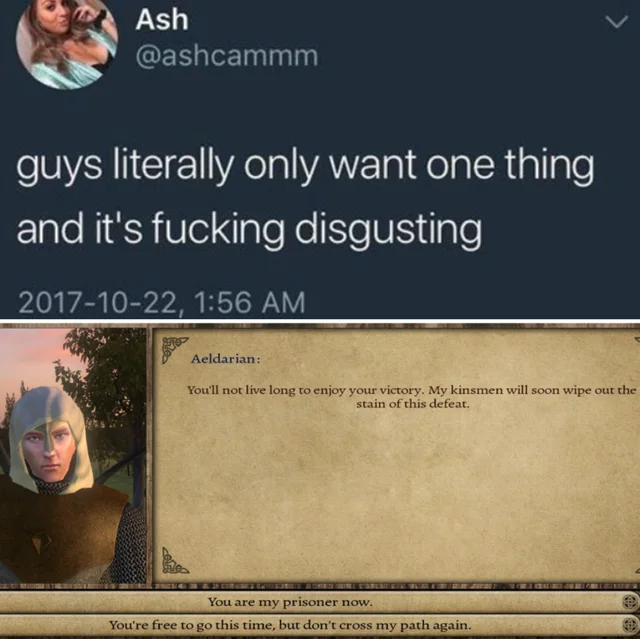 Ash
@ashcammm
guys literally only want one thing
and it's fucking disgusting
2017-10-22, 1:56 AM
Aeldarian:
You'll not live long to enjoy your victory. My kinsmen will soon wipe out the
stain of this defeat.
You are my prisoner now.
You're free to go this time, but don't cross my path again.